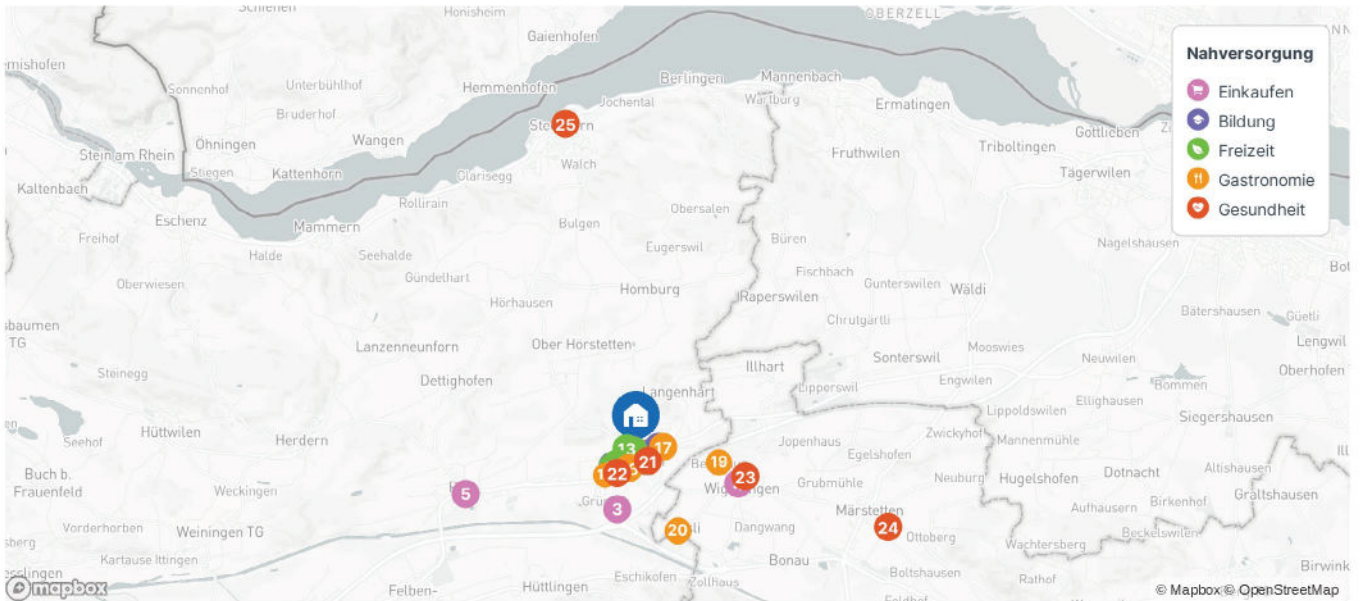 Schienen
Honisheim
OBERZELL
Gaienhofen
Nahversorgung
Einkaufen
Bildung
Freizeit
Gastronomie
Gesundheit
Sonnenhof
Unterbühlhof
Hemmenhofen
Berlingen
Mannenbach
Bruderhof
Jochental
Wartburg
Ermatingen
Öhningen
Wangen
25
Gottlieben
Stein am Rhein
Walch
Fruthwilen
Triboltingen
Stiegen
Kattenhorn
Glarisegg
Tägerwilen
Kaltenbach
Rollirain
Eschenz
Mammern
Bulgen
Obersalen
Freihof
Halde
Seehalde
Eugerswil
Büren
Nagelshausen
Oberwiesen
Gündelhart
Fischbach
Gunterswilen
Wäldi
Homburg
Raperswilen
Hörhausen
Bätershausen
Güetli
TG
Lanzenneunforn
Ober Hörstetten
Chrutgärtli
Mooswies
Lengwil
Steinegg
Sonterswil
Neuwilen
Oberhofen
Illhart
Engwilen
Bommen
Dettighofen
Langenhart
Lipperswil
Ellighausen
Lippoldswilen
Siegershausen
Hüttwilen
Seehof
Herdern
Zwickyhof
Jopenhaus
Mannenmühle
13
17
Egelshofen
21
19
Buch b.
Frauenfeld
Weckingen
22
23
Grubmühle
Neuburg
Hugelshofen
Dotnacht
Altishausen
Graltshausen
5
3
Märstetten
Birkenhof
Aufhausern
Vorderhorben
Weiningen TG
20
Dangwang
24
Ottoberg
Beckelswilen
Wachtersberg
Kartause Ittingen
Bonau
Boltshausen
Rathof
Birwink
Eschikofen
Zollhaus
Felben-
Hüttlingen
mapbox
© Mapbox © OpenStreetMap